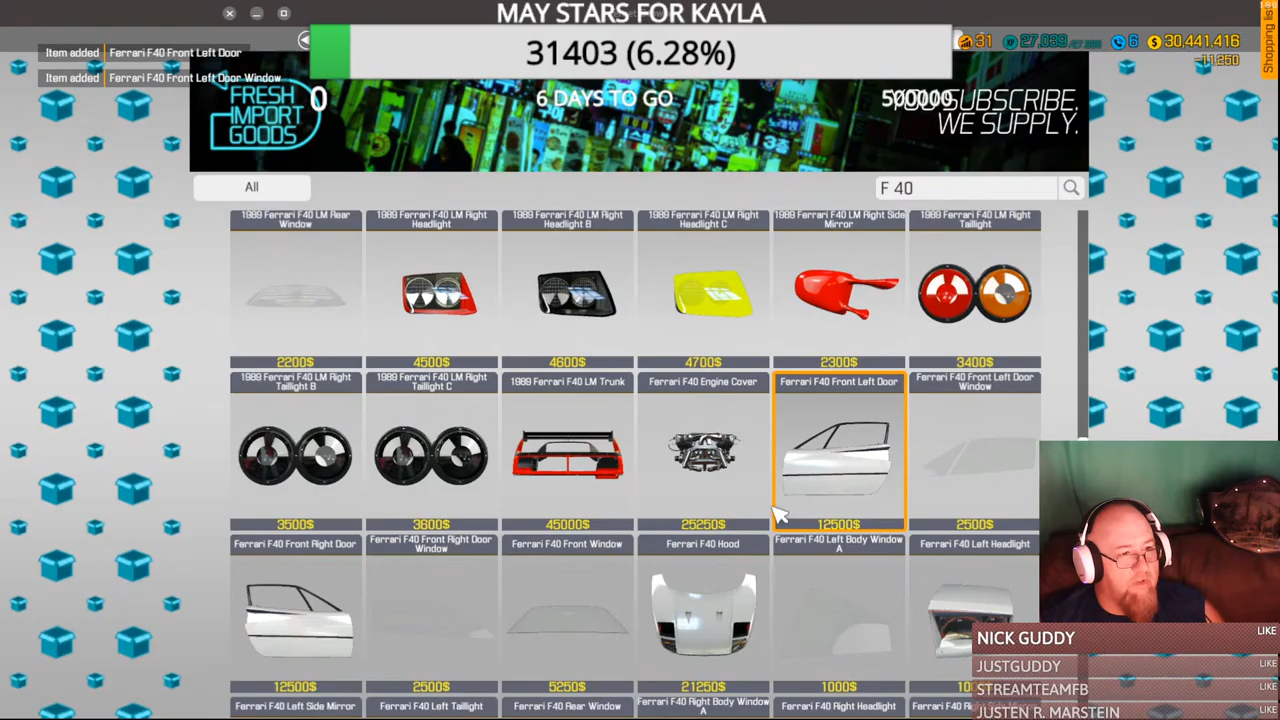 MAY STARS FOR KAYLA
31403 (6.28%)
0
6 DAYS TO GO
500000
Item added Ferrari F40 Front Left Door
Item added Ferrari F40 Front Left Door Window
31
27,039
6
$ 30,441,416
-11250
Shopping list
FRESH
IMPORT
GOODS
SUBSCRIBE.
WE SUPPLY.
All
F 40
1989 Ferrari F40 LM Rear Window
1989 Ferrari F40 LM Right Headlight
1989 Ferrari F40 LM Right Headlight B
1989 Ferrari F40 LM Right Headlight C
1989 Ferrari F40 LM Right Side Mirror
1989 Ferrari F40 LM Right Taillight
2200$
4500$
4600$
4700$
2300$
3400$
1989 Ferrari F40 LM Right Taillight B
1989 Ferrari F40 LM Right Taillight C
1989 Ferrari F40 LM Trunk
Ferrari F40 Engine Cover
Ferrari F40 Front Left Door
Ferrari F40 Front Left Door Window
3500$
3600$
45000$
25250$
12500$
2500$
Ferrari F40 Front Right Door
Ferrari F40 Front Right Door Window
Ferrari F40 Front Window
Ferrari F40 Hood
Ferrari F40 Left Body Window A
Ferrari F40 Left Headlight
12500$
2500$
5250$
21250$
1000$
Ferrari F40 Left Side Mirror
Ferrari F40 Left Taillight
Ferrari F40 Rear Window
Ferrari F40 Right Body Window A
Ferrari F40 Right Headlight
NICK GUDDY LIKE
JUSTGUDDY LIKE
STREAMTEAMFB LIKE
JUSTEN R. MARSTEIN LIKE